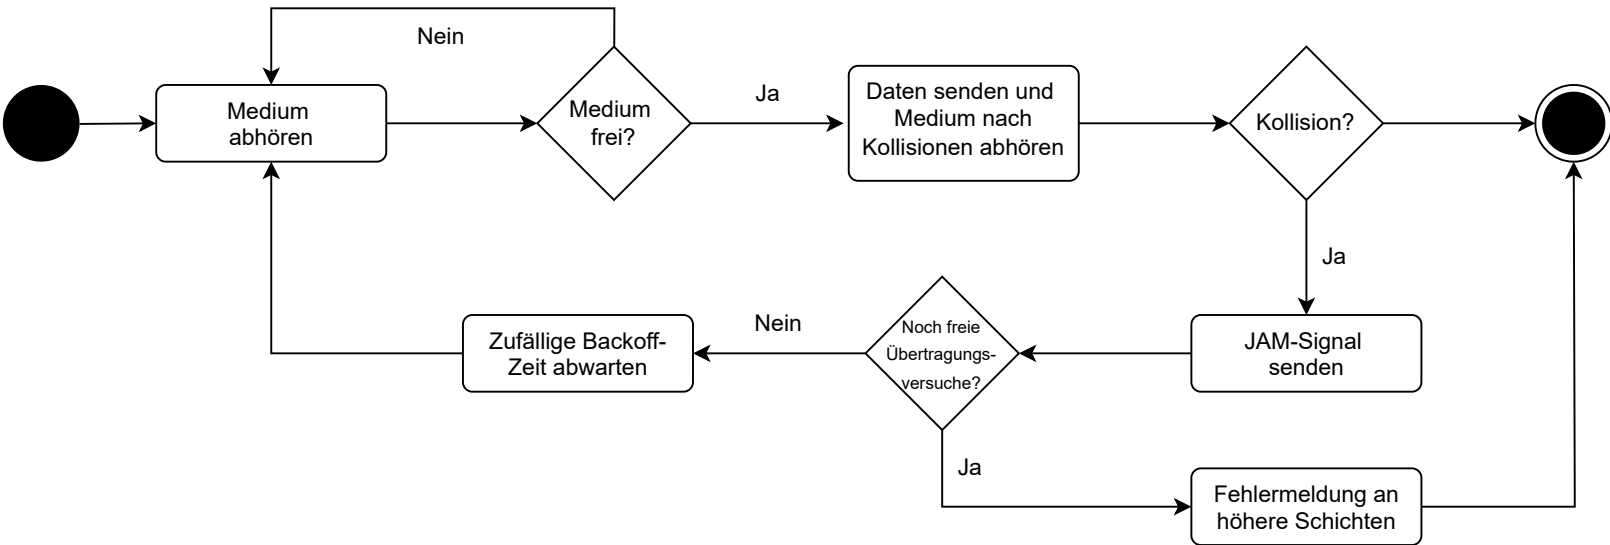 Nein
Medium
abhören
Medium
frei?
Ja
Daten senden und
Medium nach
Kollisionen abhören
Kollision?
Ja
Zufällige Backoff-
Zeit abwarten
Nein
Noch freie
Übertragungs-
versuche?
JAM-Signal
senden
Ja
Fehlermeldung an
höhere Schichten